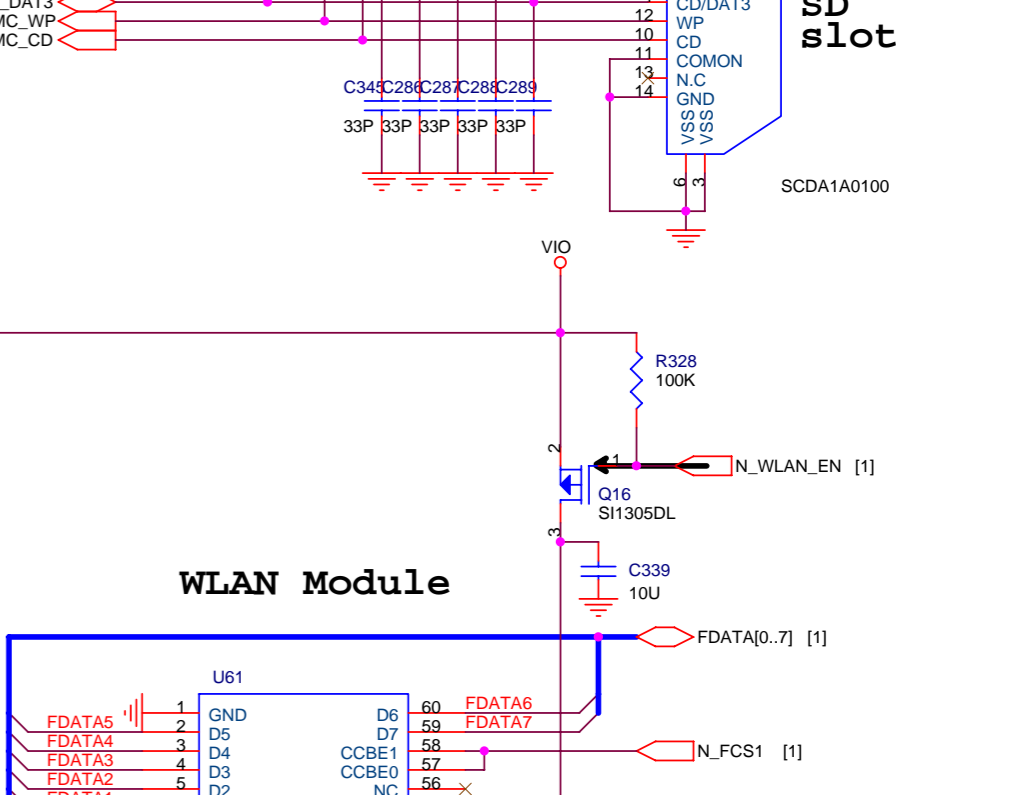 _DAT3
MC_WP
MC_CD
CD/DAT3
12 WP
10 CD
11 COMON
13 N.C
14 GND
VSS VSS
6 3
SD
slot
SCDA1A0100
C345 C286 C287 C288 C289
33P 33P 33P 33P 33P
VIO
R328
100K
2
1
N_WLAN_EN [1]
Q16
SI1305DL
3
C339
10U
WLAN Module
FDATA[0..7] [1]
U61
1 GND D6 60 FDATA6
FDATA5 2 D5 D7 59 FDATA7
FDATA4 3 D4 CCBE1 58 N_FCS1 [1]
FDATA3 4 D3 CCBE0 57
FDATA2 5 D2 NC 56
FDATA1